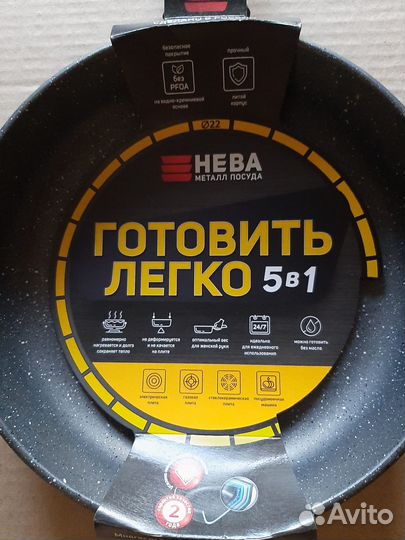 безопасное
покрытие
без
PFOA
на водно-кремниевой
основе
прочный
литой
корпус
Ø22
НЕВА
МЕТАЛЛ ПОСУДА
ГОТОВИТЬ
ЛЕГКО 5в1
равномерно
нагревается и долго
сохраняет тепло
не деформируется
и не качается
на плите
оптимальный вес
для женской руки
24/7
идеально
для ежедневного
использования
можно готовить
без масла
электрическая
плита
газовая
плита
стеклокерамическая
плита
посудомоечная
машина
2
года
Avito